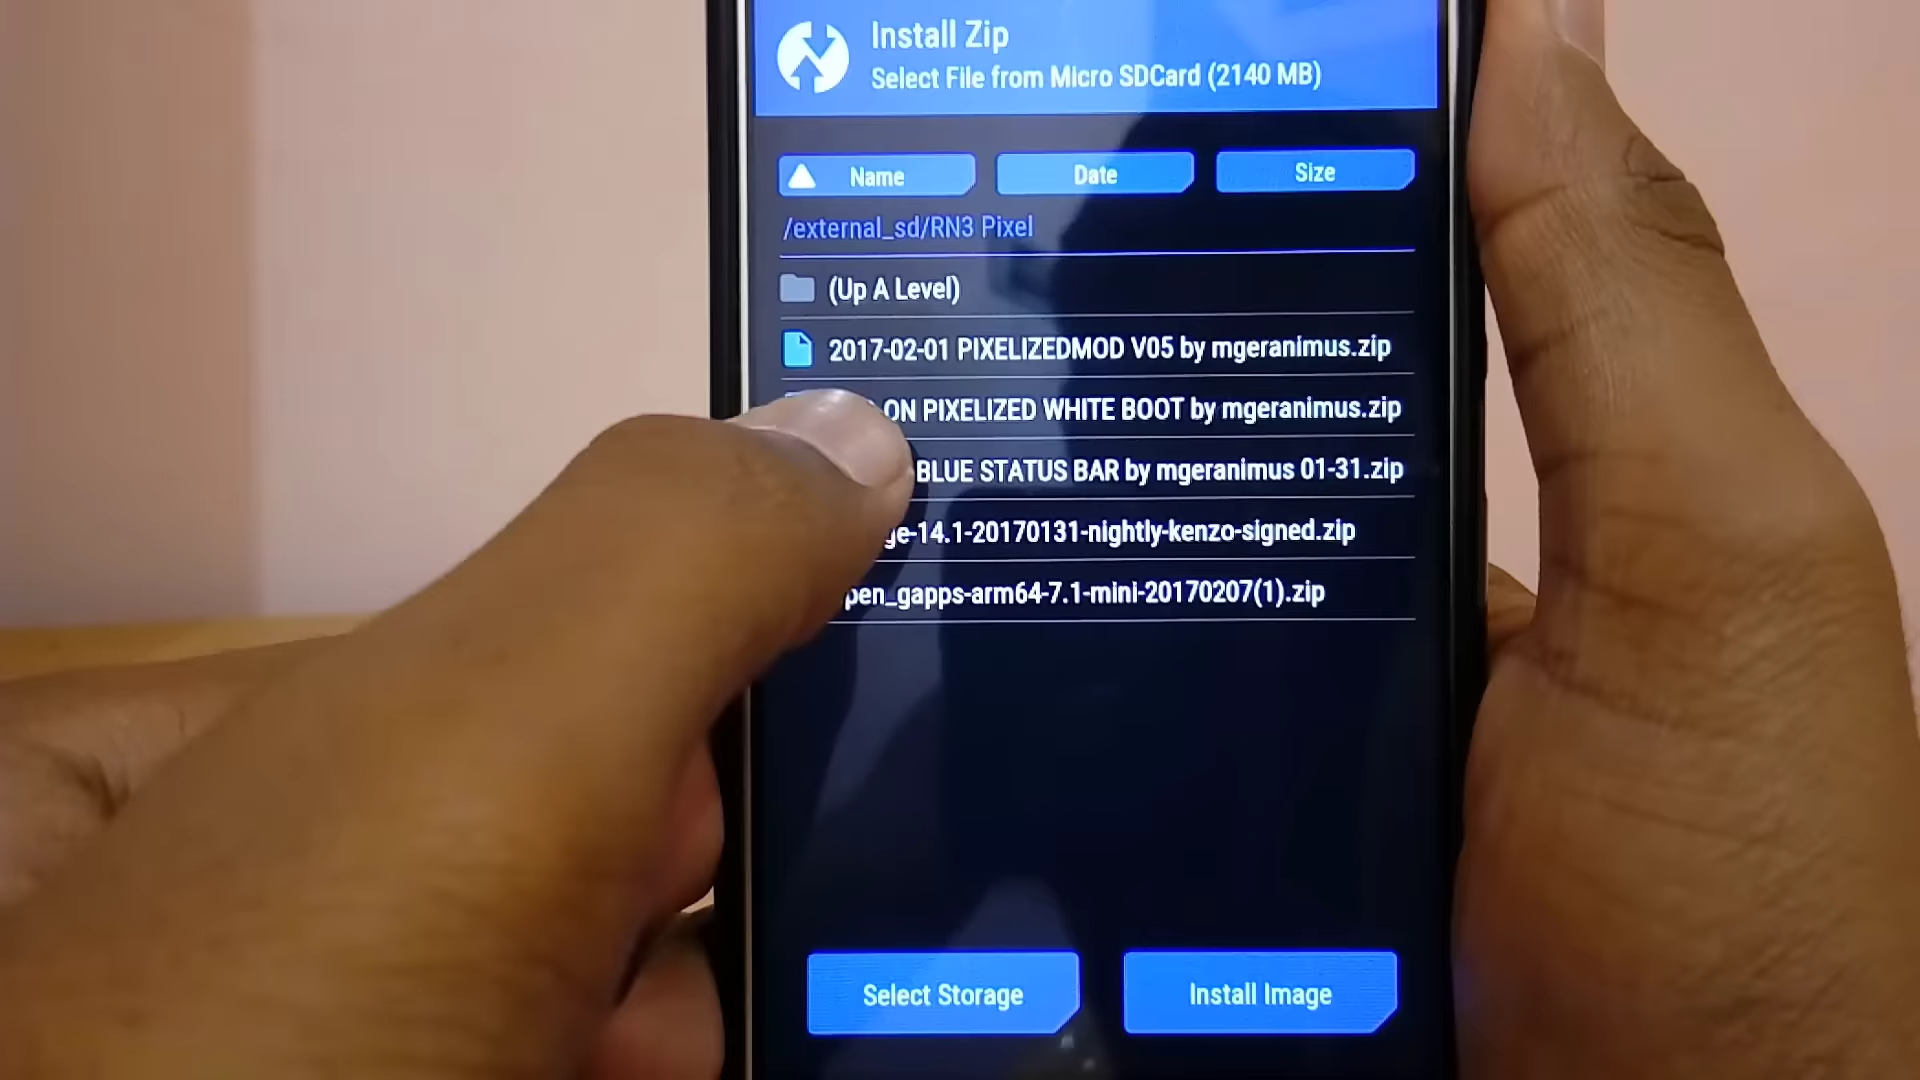 Install Zip
Select File from Micro SDCard (2140 MB)
Name
Date
Size
/external_sd/RN3 Pixel
(Up A Level)
2017-02-01 PIXELIZEDMOD V05 by mgeranimus.zip
ON PIXELIZED WHITE BOOT by mgeranimus.zip
BLUE STATUS BAR by mgeranimus 01-31.zip
ge-14.1-20170131-nightly-kenzo-signed.zip
pen_gapps-arm64-7.1-mini-20170207(1).zip
Select Storage
Install Image